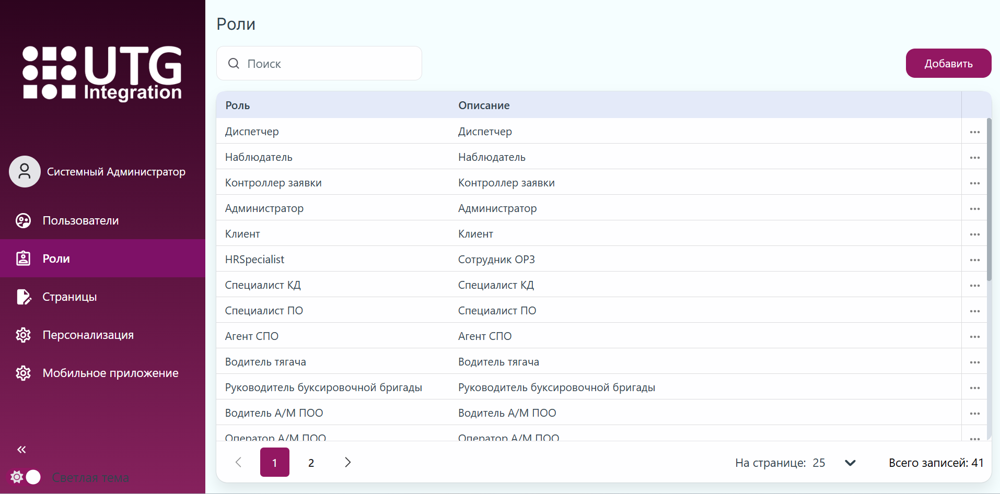 UTG
Integration
Системный Администратор
Пользователи
Роли
Страницы
Персонализация
Мобильное приложение
Светлая тема
Роли
Поиск
Добавить
Роль Описание
Диспетчер Диспетчер
Наблюдатель Наблюдатель
Контроллер заявки Контроллер заявки
Администратор Администратор
Клиент Клиент
HRSpecialist Сотрудник ОРЗ
Специалист КД Специалист КД
Специалист ПО Специалист ПО
Агент СПО Агент СПО
Водитель тягача Водитель тягача
Руководитель буксировочной бригады Руководитель буксировочной бригады
Водитель А/М ПОО Водитель А/М ПОО
Оператор А/М ПОО Оператор А/М ПОО
1 2 На странице: 25 Всего записей: 41